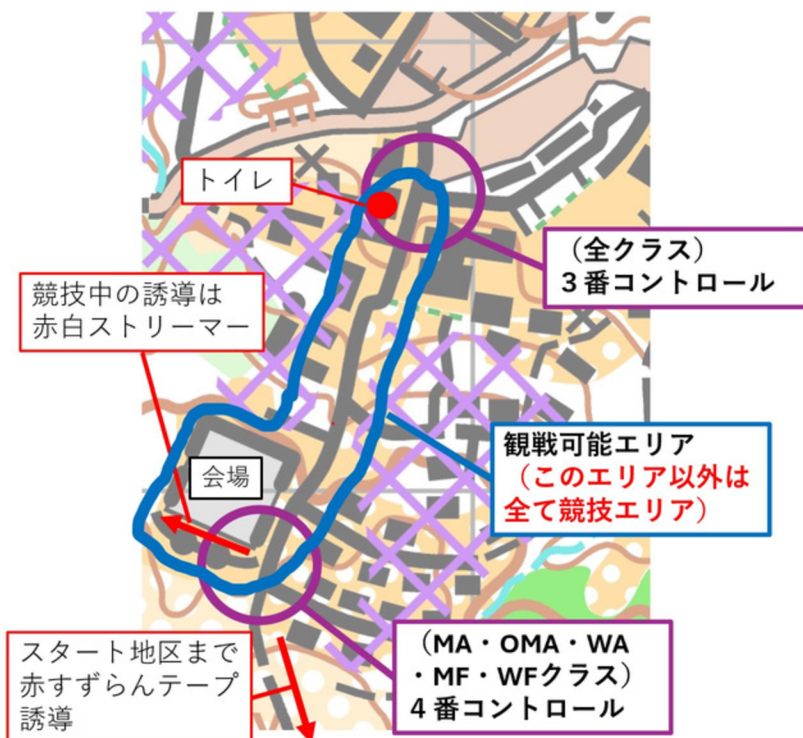 トイレ
（全クラス）
３番コントロール
競技中の誘導は
赤白ストリーマー
観戦可能エリア
（このエリア以外は
全て競技エリア）
会場
（MA・OMA・WA
・MF・WFクラス）
４番コントロール
スタート地区まで
赤すずらんテープ
誘導